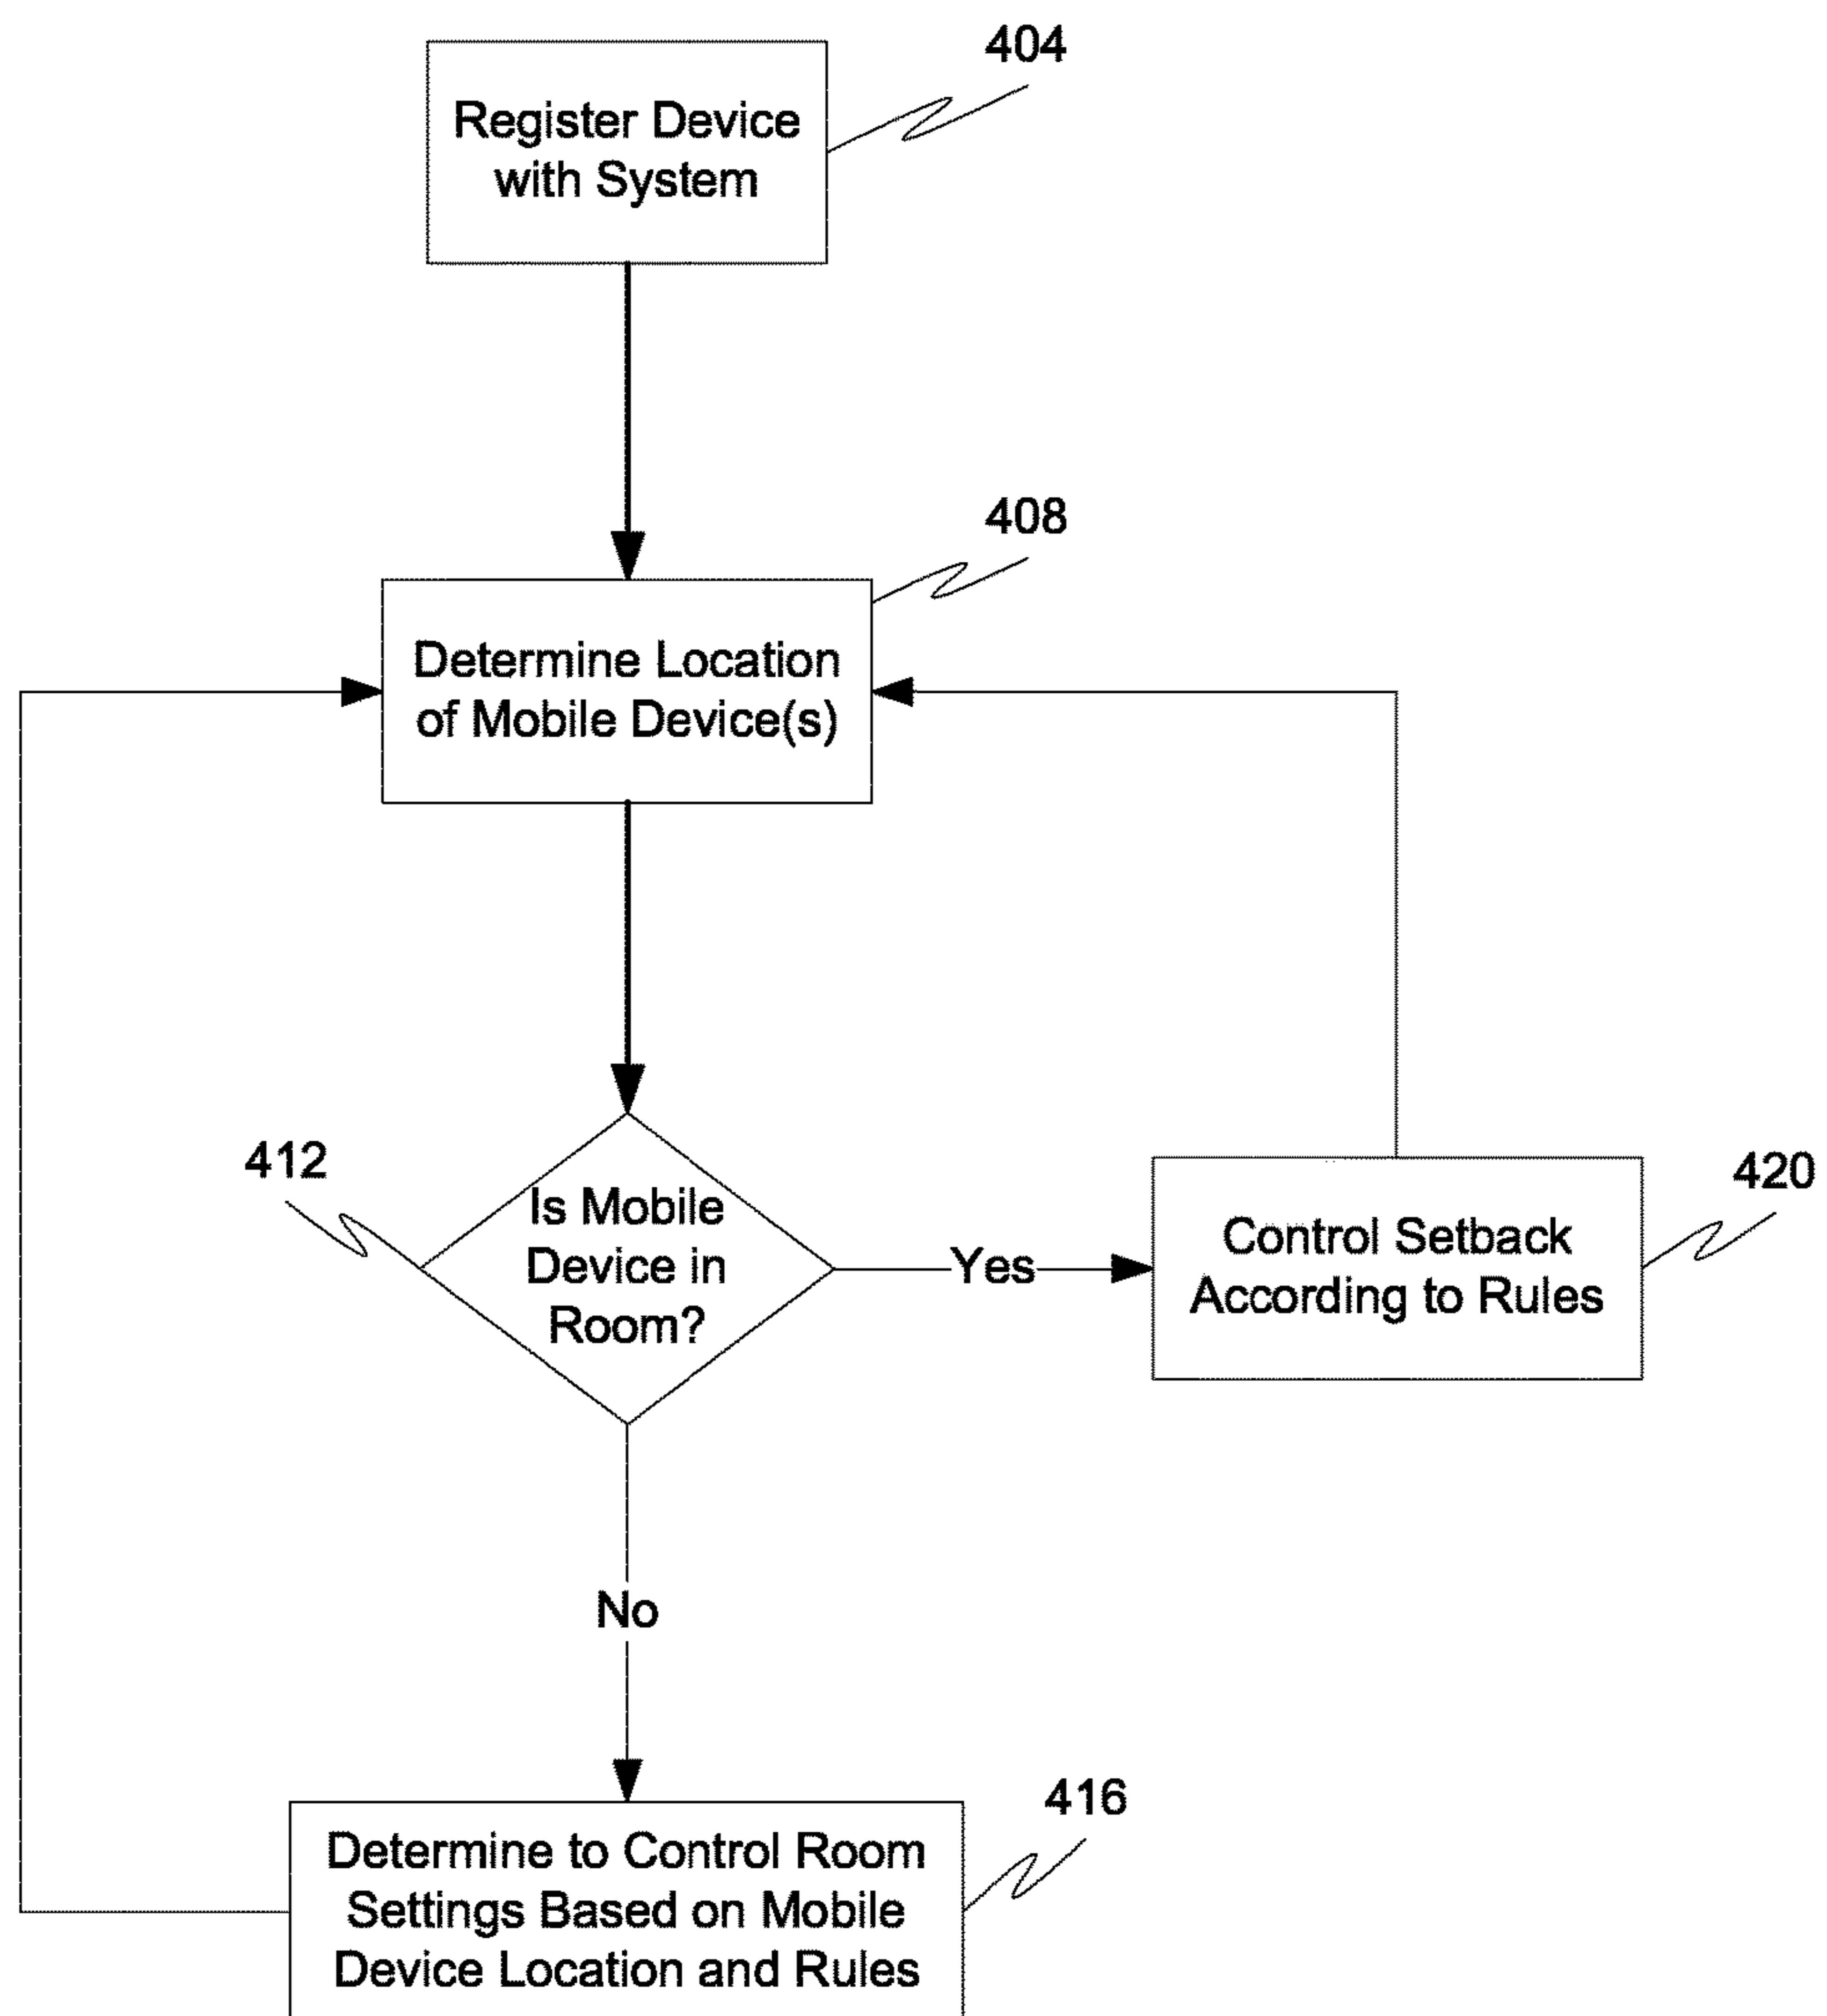 404
Register Device
with System
408
Determine Location
of Mobile Device(s)
412
Is Mobile
Device in
Room?
Yes
420
Control Setback
According to Rules
No
416
Determine to Control Room
Settings Based on Mobile
Device Location and Rules